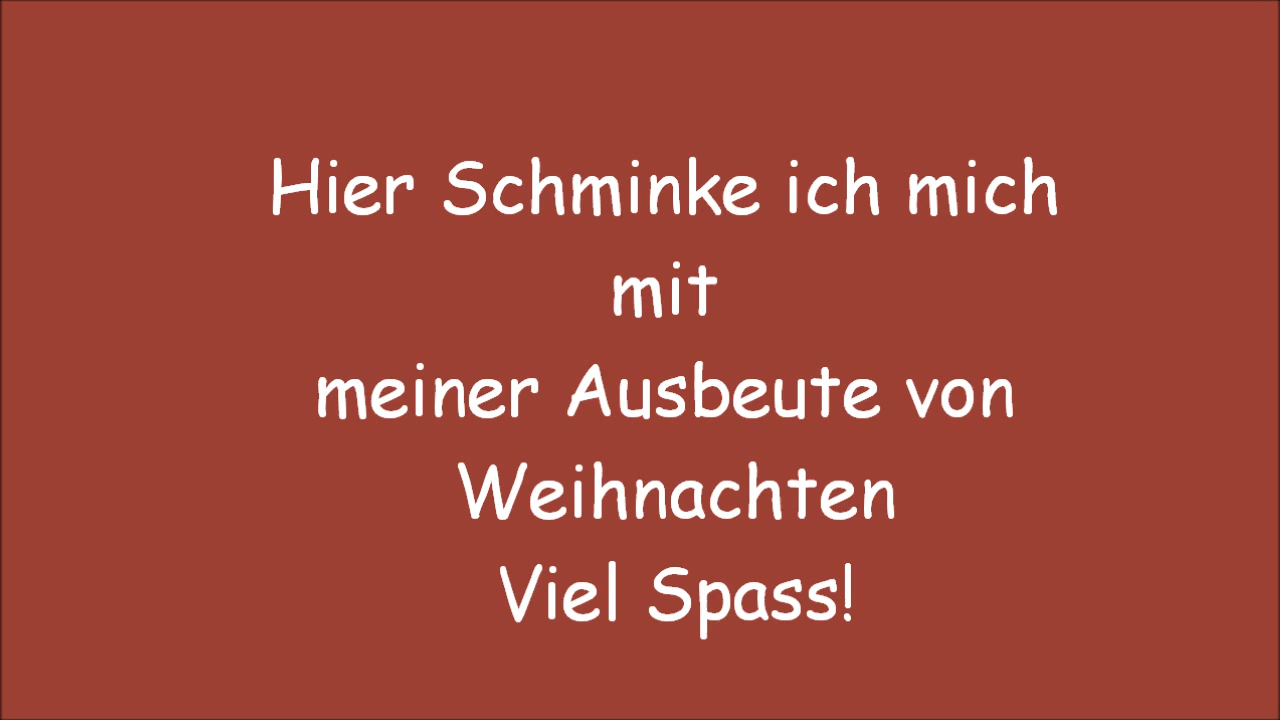 Hier Schminke ich mich
mit
meiner Ausbeute von
Weihnachten
Viel Spass!